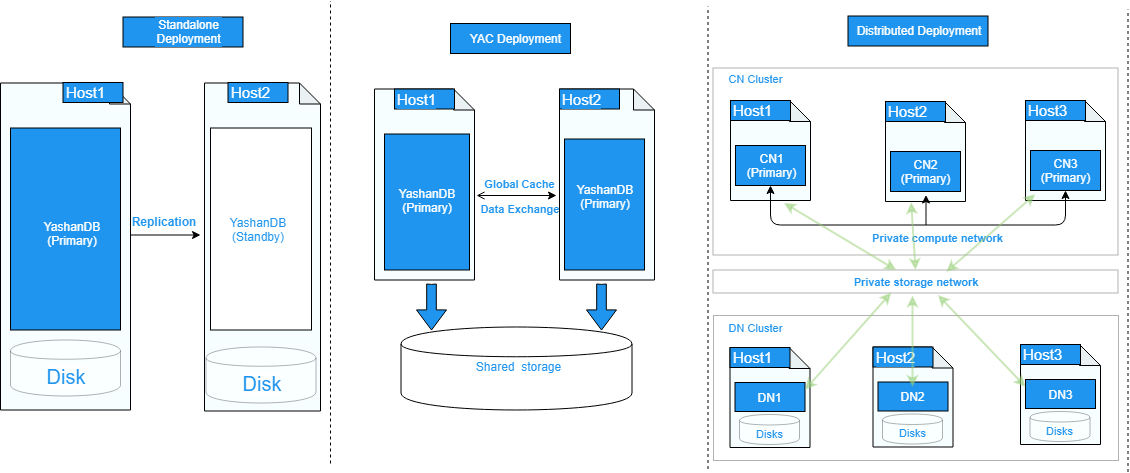 Standalone
Deployment
Host1
Host2
YashanDB
(Primary)
Replication
YashanDB
(Standby)
Disk
Disk
YAC Deployment
Host1
Host2
YashanDB
(Primary)
Global Cache
Data Exchange
YashanDB
(Primary)
Shared storage
Distributed Deployment
CN Cluster
Host1
Host2
Host3
CN1
(Primary)
CN2
(Primary)
CN3
(Primary)
Private compute network
Private storage network
DN Cluster
Host1
Host2
Host3
DN1
DN2
DN3
Disks
Disks
Disks